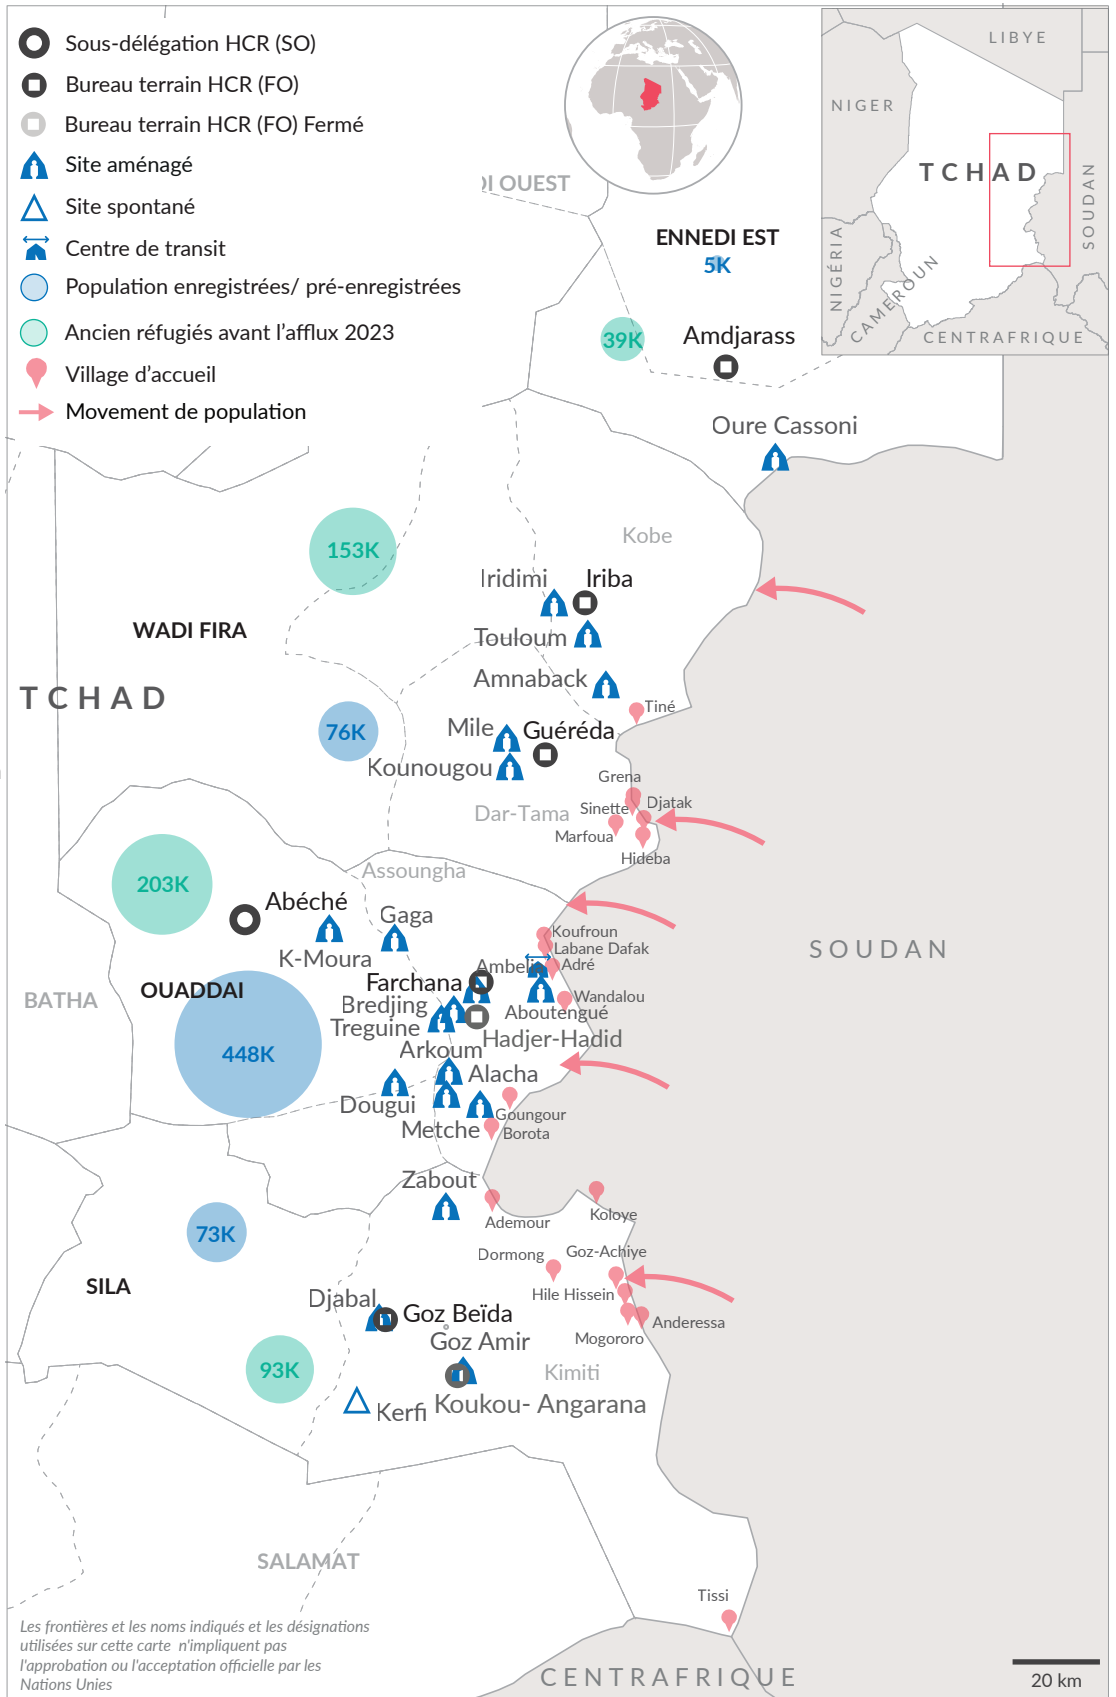 Sous-délégation HCR (SO)
Bureau terrain HCR (FO)
Bureau terrain HCR (FO) Fermé
Site aménagé
Site spontané
Centre de transit
Population enregistrées/ pré-enregistrées
Ancien réfugiés avant l'afflux 2023
Village d'accueil
Movement de population
LIBYE
NIGER
TCHAD
SOUDAN
NIGÉRIA
CAMEROUN
CENTRAFRIQUE
OUEST
ENNEDI EST
5K
39K
Amdjarass
Oure Cassoni
153K
Kobe
Iridimi
Iriba
WADI FIRA
Touloum
TCHAD
Amnaback
Tiné
76K
Mile
Guéréda
Kounougou
Grena
Sinette
Djatak
Dar-Tama
Marfoua
Hideba
Assoungha
203K
Abéché
Gaga
K-Moura
Koufroun
Labane Dafak
Ambelia
Adré
SOUDAN
BATHA
OUADDAI
Farchana
Wandalou
Bredjing
Aboutengué
Treguine
Hadjer-Hadid
448K
Arkoum
Alacha
Dougui
Goungour
Metche
Borota
Zabout
Ademour
Koloye
73K
Dormong
Goz-Achiye
SILA
Hile Hissein
Djabal
Goz Beïda
Anderessa
Goz Amir
Mogororo
93K
Kimiti
Kerfi
Koukou- Angarana
SALAMAT
Tissi
Les frontières et les noms indiqués et les désignations
utilisées sur cette carte n'impliquent pas
l'approbation ou l'acceptation officielle par les
Nations Unies
CENTRAFRIQUE
20 km